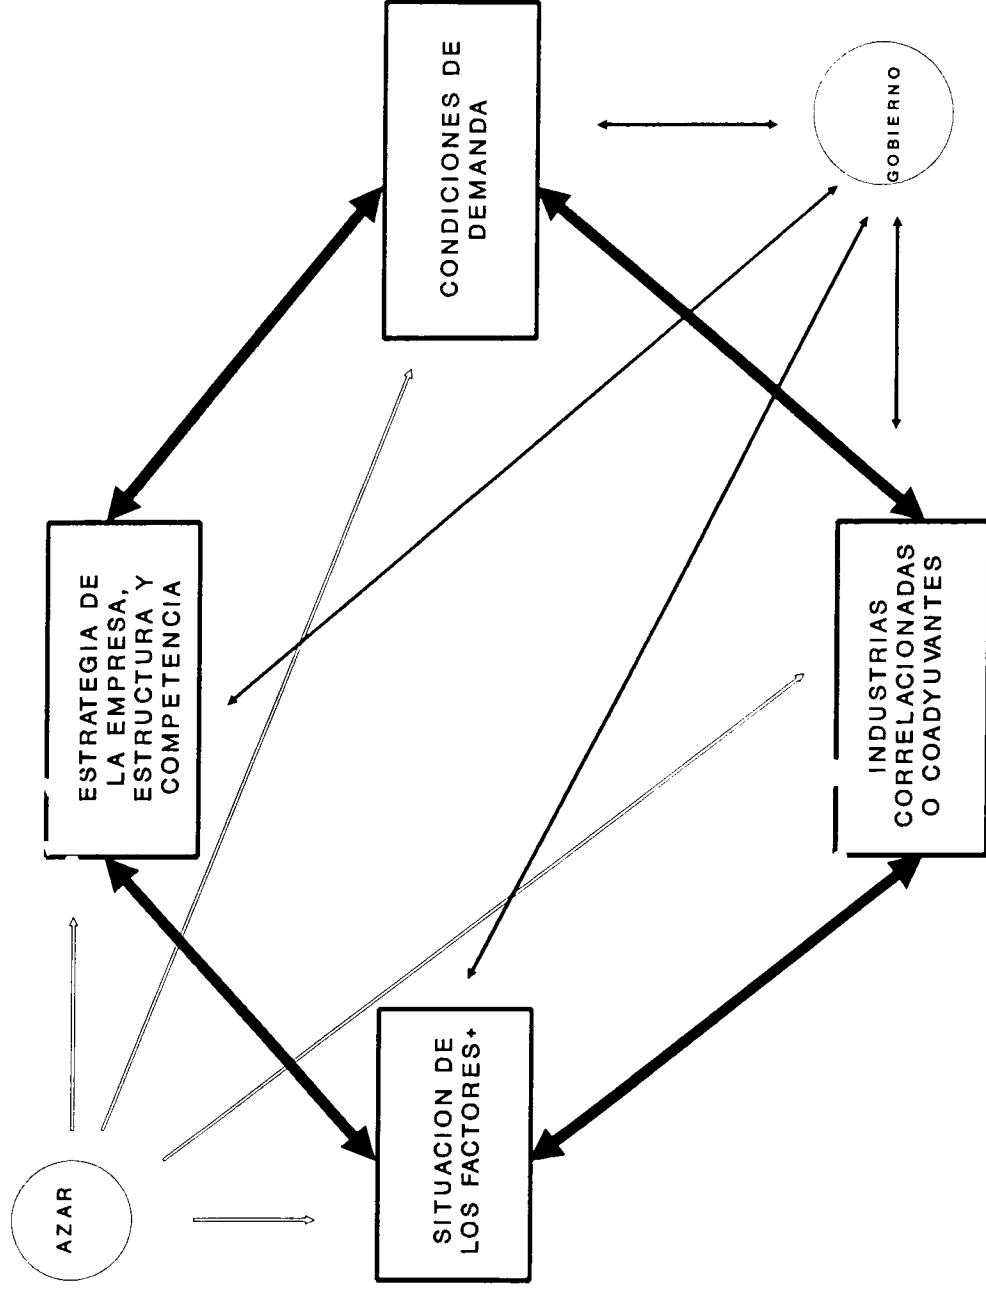 AZAR
ESTRATEGIA DE
LA EMPRESA,
ESTRUCTURA Y
COMPETENCIA
SITUACION DE
LOS FACTORES+
CONDICIONES DE
DEMANDA
INDUSTRIAS
CORRELACIONADAS
O COADYUVANTES
GOBIERNO